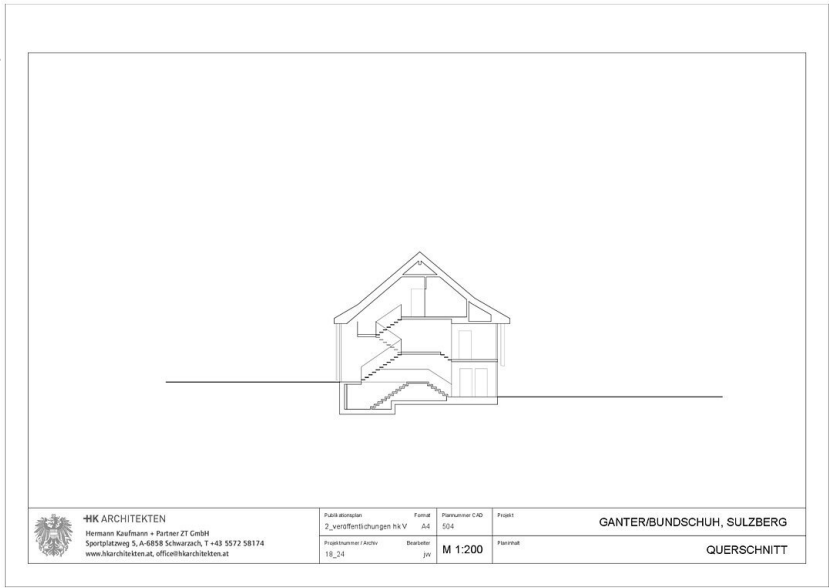 HK ARCHITEKTEN
Hermann Kaufmann + Partner ZT GmbH
Sportplatzweg 5, A-6858 Schwarzach, T +43 5572 58174
www.hkarchitekten.at, office@hkarchitekten.at
Publikationsplan Format
2_veröffentlichungen hk V A4
Projektnummer / Archiv Bearbeiter
18_24 jw
Plannummer CAD
504
M 1:200
Projekt
GANTER/BUNDSCHUH, SULZBERG
Planinhalt
QUERSCHNITT